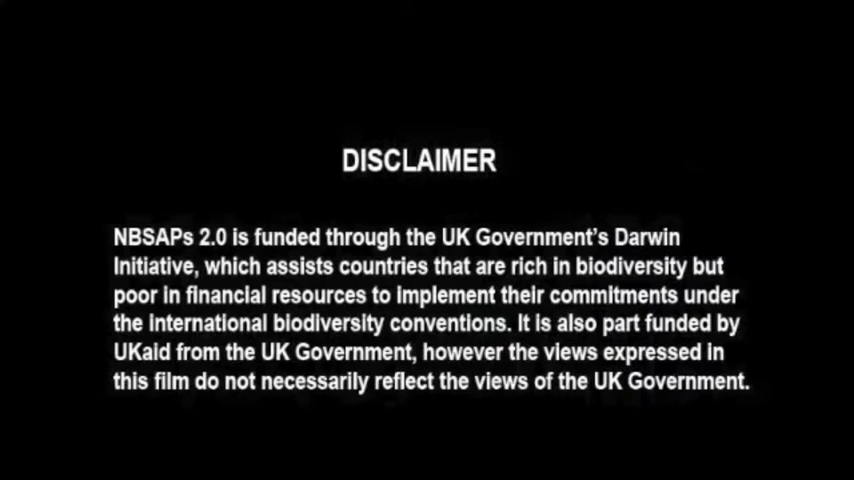 DISCLAIMER
NBSAPs 2.0 is funded through the UK Government's Darwin
Initiative, which assists countries that are rich in biodiversity but
poor in financial resources to implement their commitments under
the international biodiversity conventions. It is also part funded by
UKaid from the UK Government, however the views expressed in
this film do not necessarily reflect the views of the UK Government.